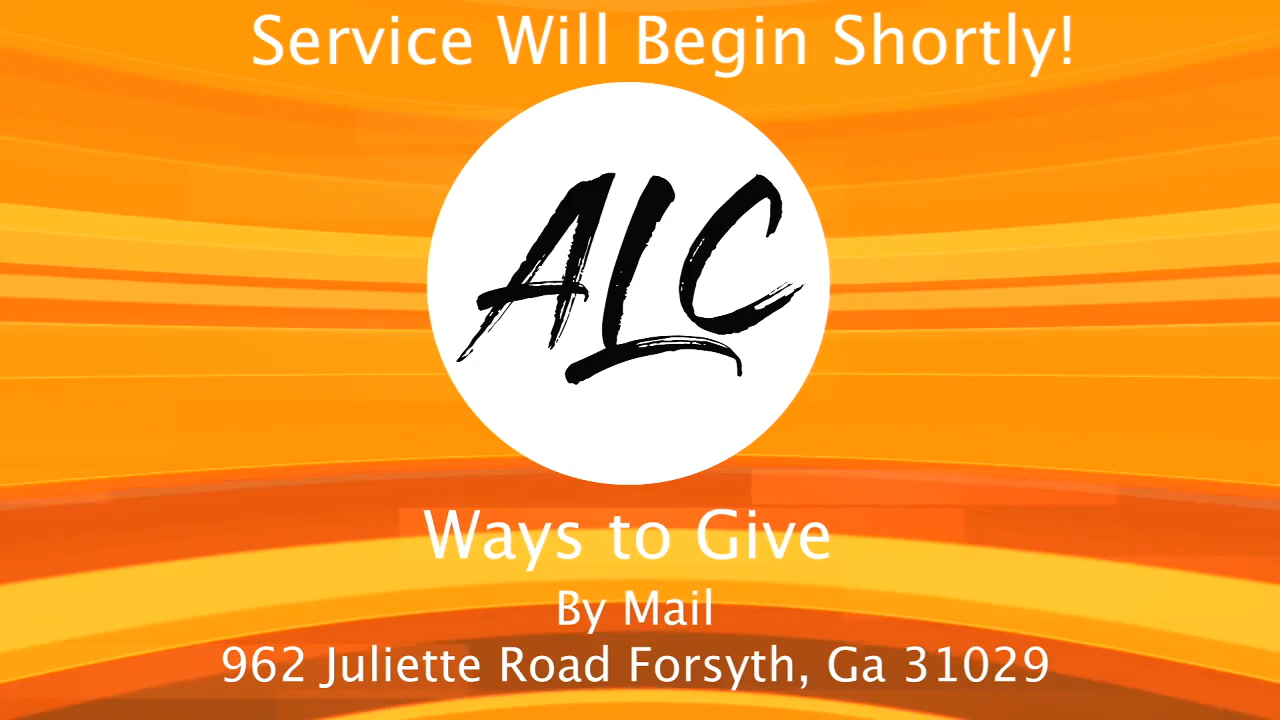 Service Will Begin Shortly!
ALC
Ways to Give
By Mail
962 Juliette Road Forsyth, Ga 31029